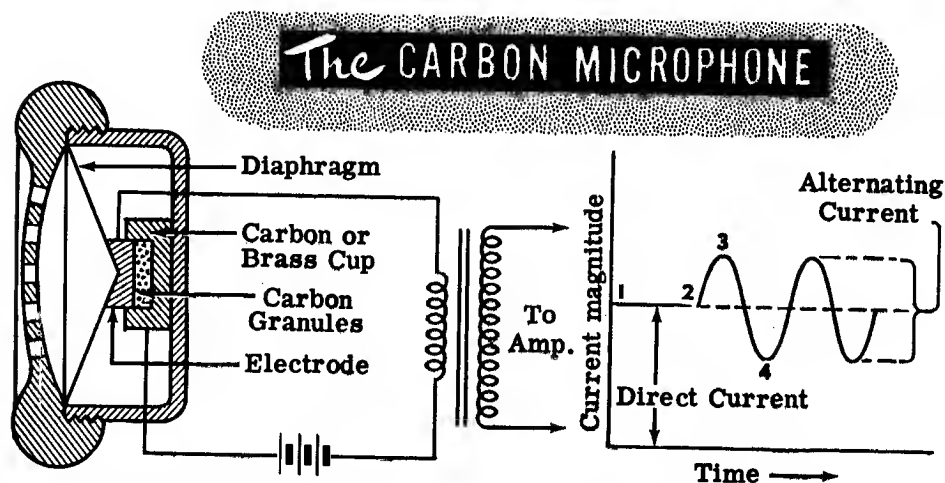 The CARBON MICROPHONE
Diaphragm
Carbon or
Brass Cup
Carbon
Granules
Electrode
To
Amp.
Current magnitude
1
2
3
4
Alternating
Current
Direct Current
Time